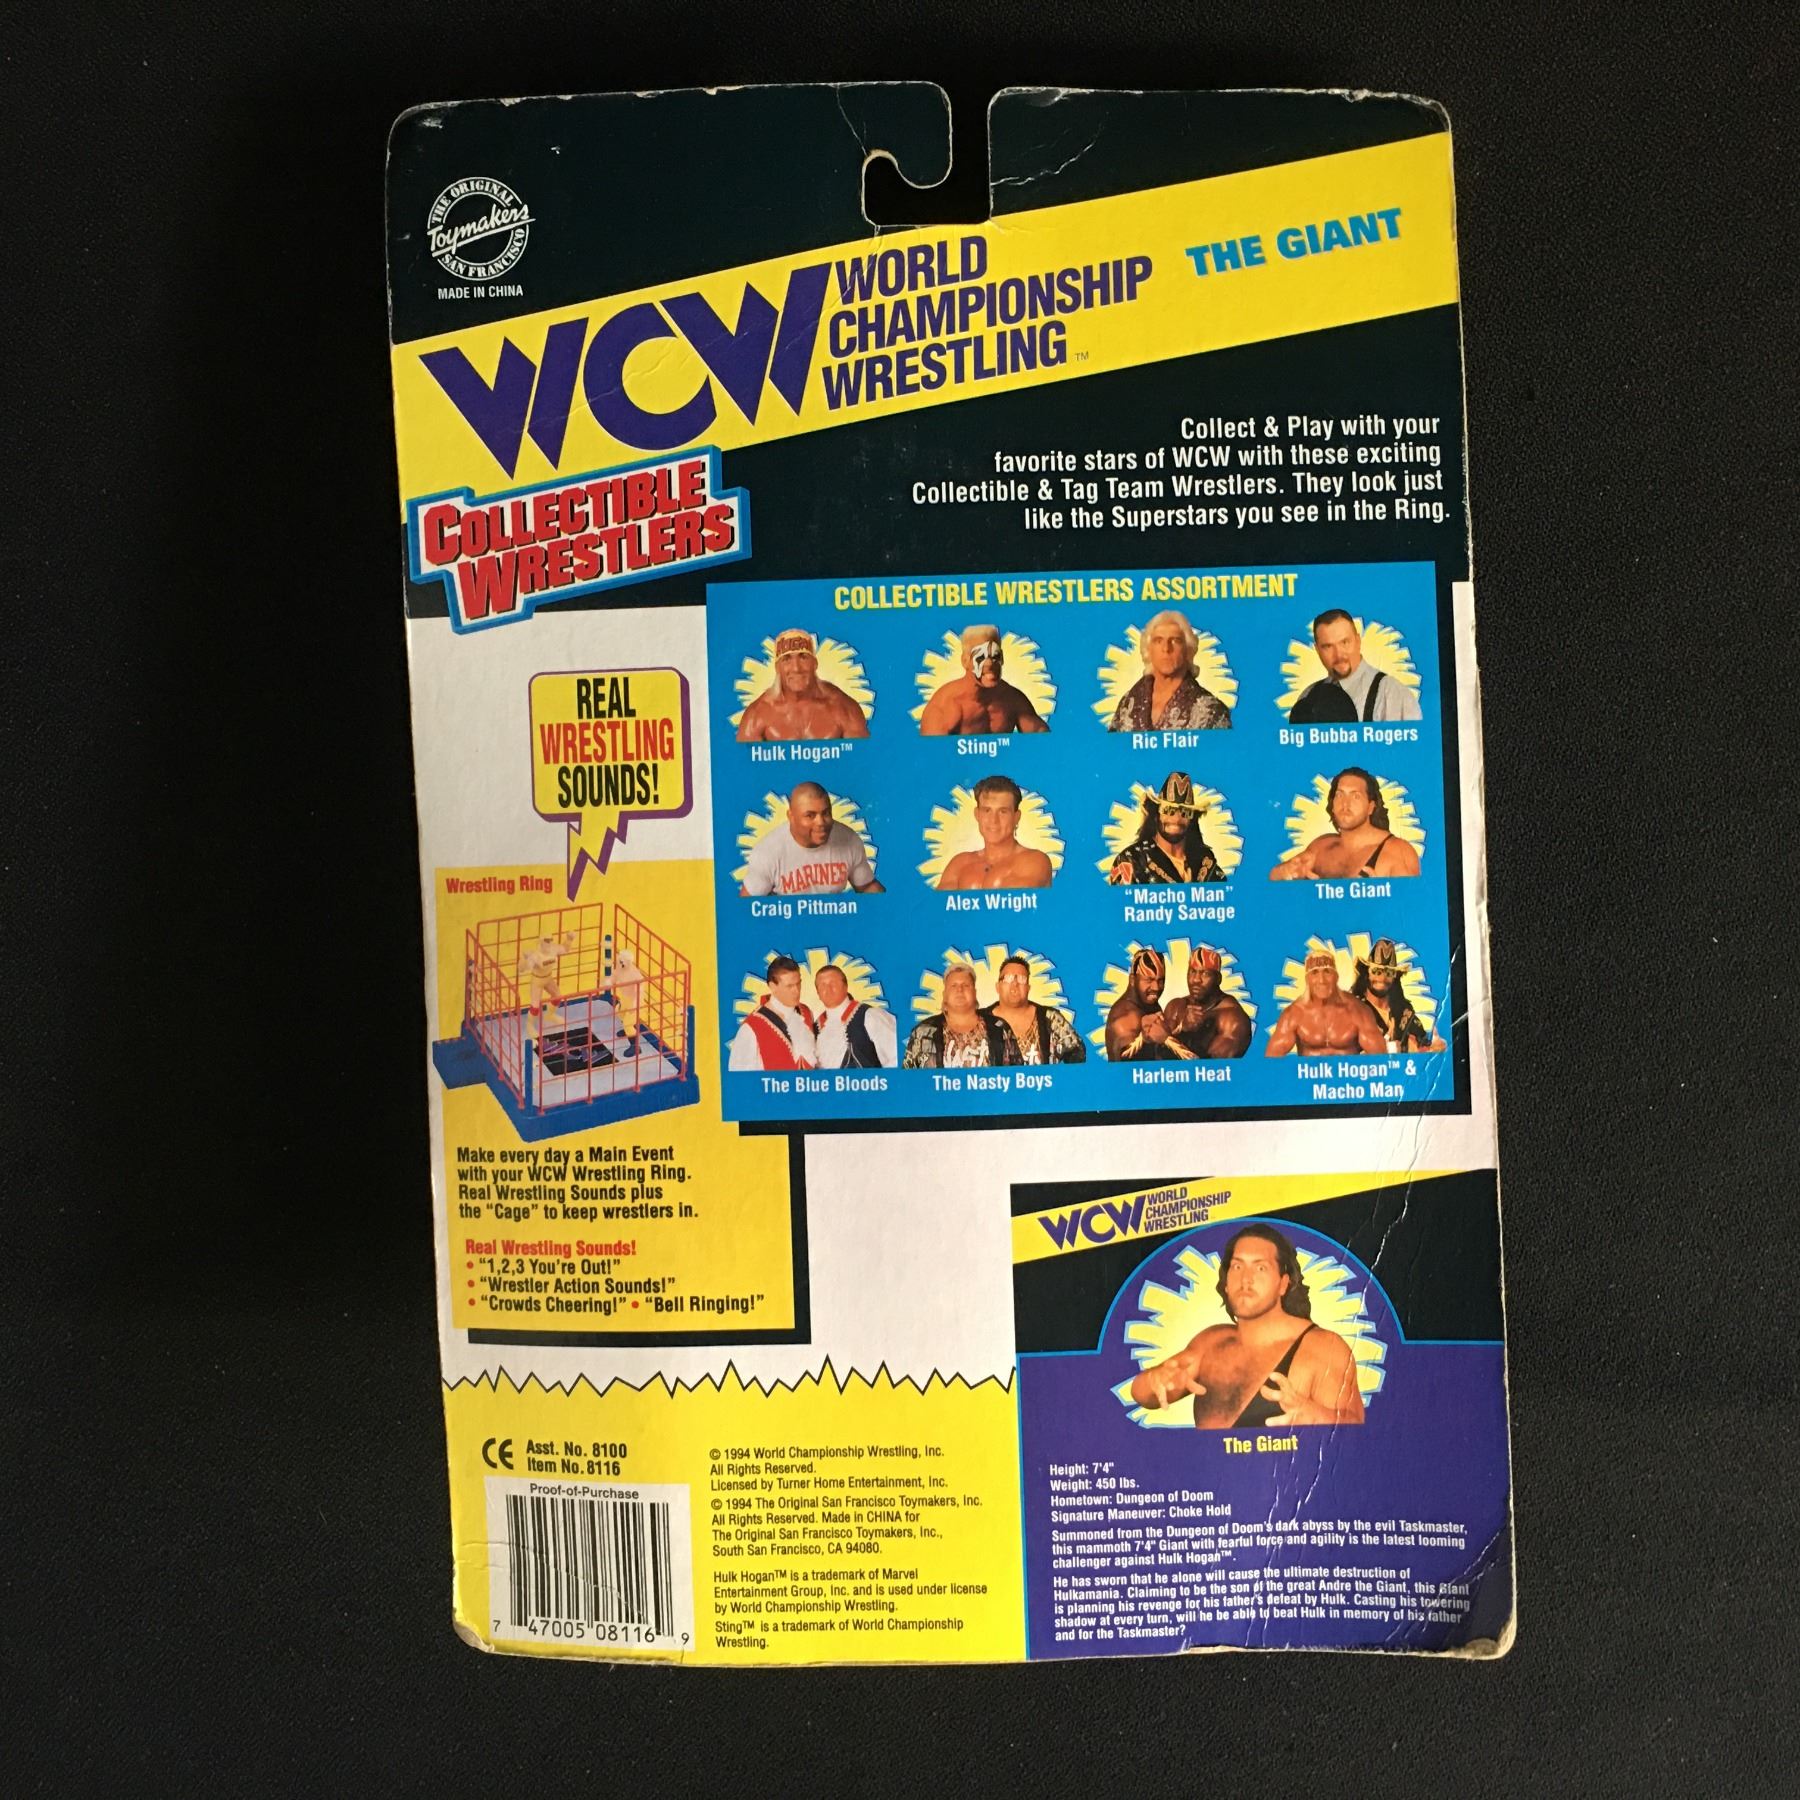 THE ORIGINAL
Toymakers
SAN FRANCISCO
MADE IN CHINA
WCW
WORLD
CHAMPIONSHIP
WRESTLING™
THE GIANT
COLLECTIBLE
WRESTLERS
Collect & Play with your
favorite stars of WCW with these exciting
Collectible & Tag Team Wrestlers. They look just
like the Superstars you see in the Ring.
COLLECTIBLE WRESTLERS ASSORTMENT
Hulk Hogan™
Sting™
Ric Flair
Big Bubba Rogers
MARINES
Craig Pittman
Alex Wright
"Macho Man"
Randy Savage
The Giant
The Blue Bloods
The Nasty Boys
Harlem Heat
Hulk Hogan™ &
Macho Man
REAL
WRESTLING
SOUNDS!
Wrestling Ring
Make every day a Main Event
with your WCW Wrestling Ring.
Real Wrestling Sounds plus
the "Cage" to keep wrestlers in.
Real Wrestling Sounds!
• "1,2,3 You're Out!"
• "Wrestler Action Sounds!"
• "Crowds Cheering!" • "Bell Ringing!"
CE
Asst. No. 8100
Item No. 8116
Proof-of-Purchase
7 47005 08116 9
© 1994 World Championship Wrestling, Inc.
All Rights Reserved.
Licensed by Turner Home Entertainment, Inc.
© 1994 The Original San Francisco Toymakers, Inc.
All Rights Reserved. Made in CHINA for
The Original San Francisco Toymakers, Inc.,
South San Francisco, CA 94080.
Hulk Hogan™ is a trademark of Marvel
Entertainment Group, Inc. and is used under license
by World Championship Wrestling.
Sting™ is a trademark of World Championship
Wrestling.
WCW
WORLD
CHAMPIONSHIP
WRESTLING
The Giant
Height: 7'4"
Weight: 450 lbs.
Hometown: Dungeon of Doom
Signature Maneuver: Choke Hold
Summoned from the Dungeon of Doom's dark abyss by the evil Taskmaster,
this mammoth 7'4" Giant with fearful force and agility is the latest looming
challenger against Hulk Hogan™.
He has sworn that he alone will cause the ultimate destruction of
Hulkamania. Claiming to be the son of the great Andre the Giant, this Giant
is planning his revenge for his father's defeat by Hulk. Casting his towering
shadow at every turn, will he be able to beat Hulk in memory of his father
and for the Taskmaster?